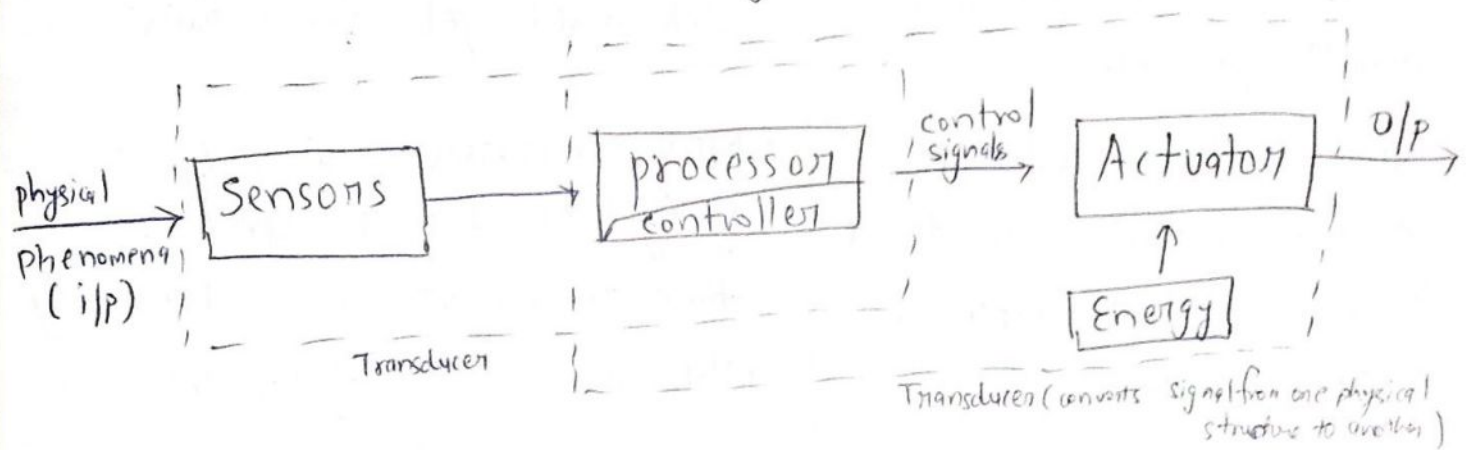 physical
phenomena
(i/p)
Sensors
processor
controller
control
signals
Actuator
O/p
Energy
Transducer
Transducer (converts signal from one physical
structure to another)